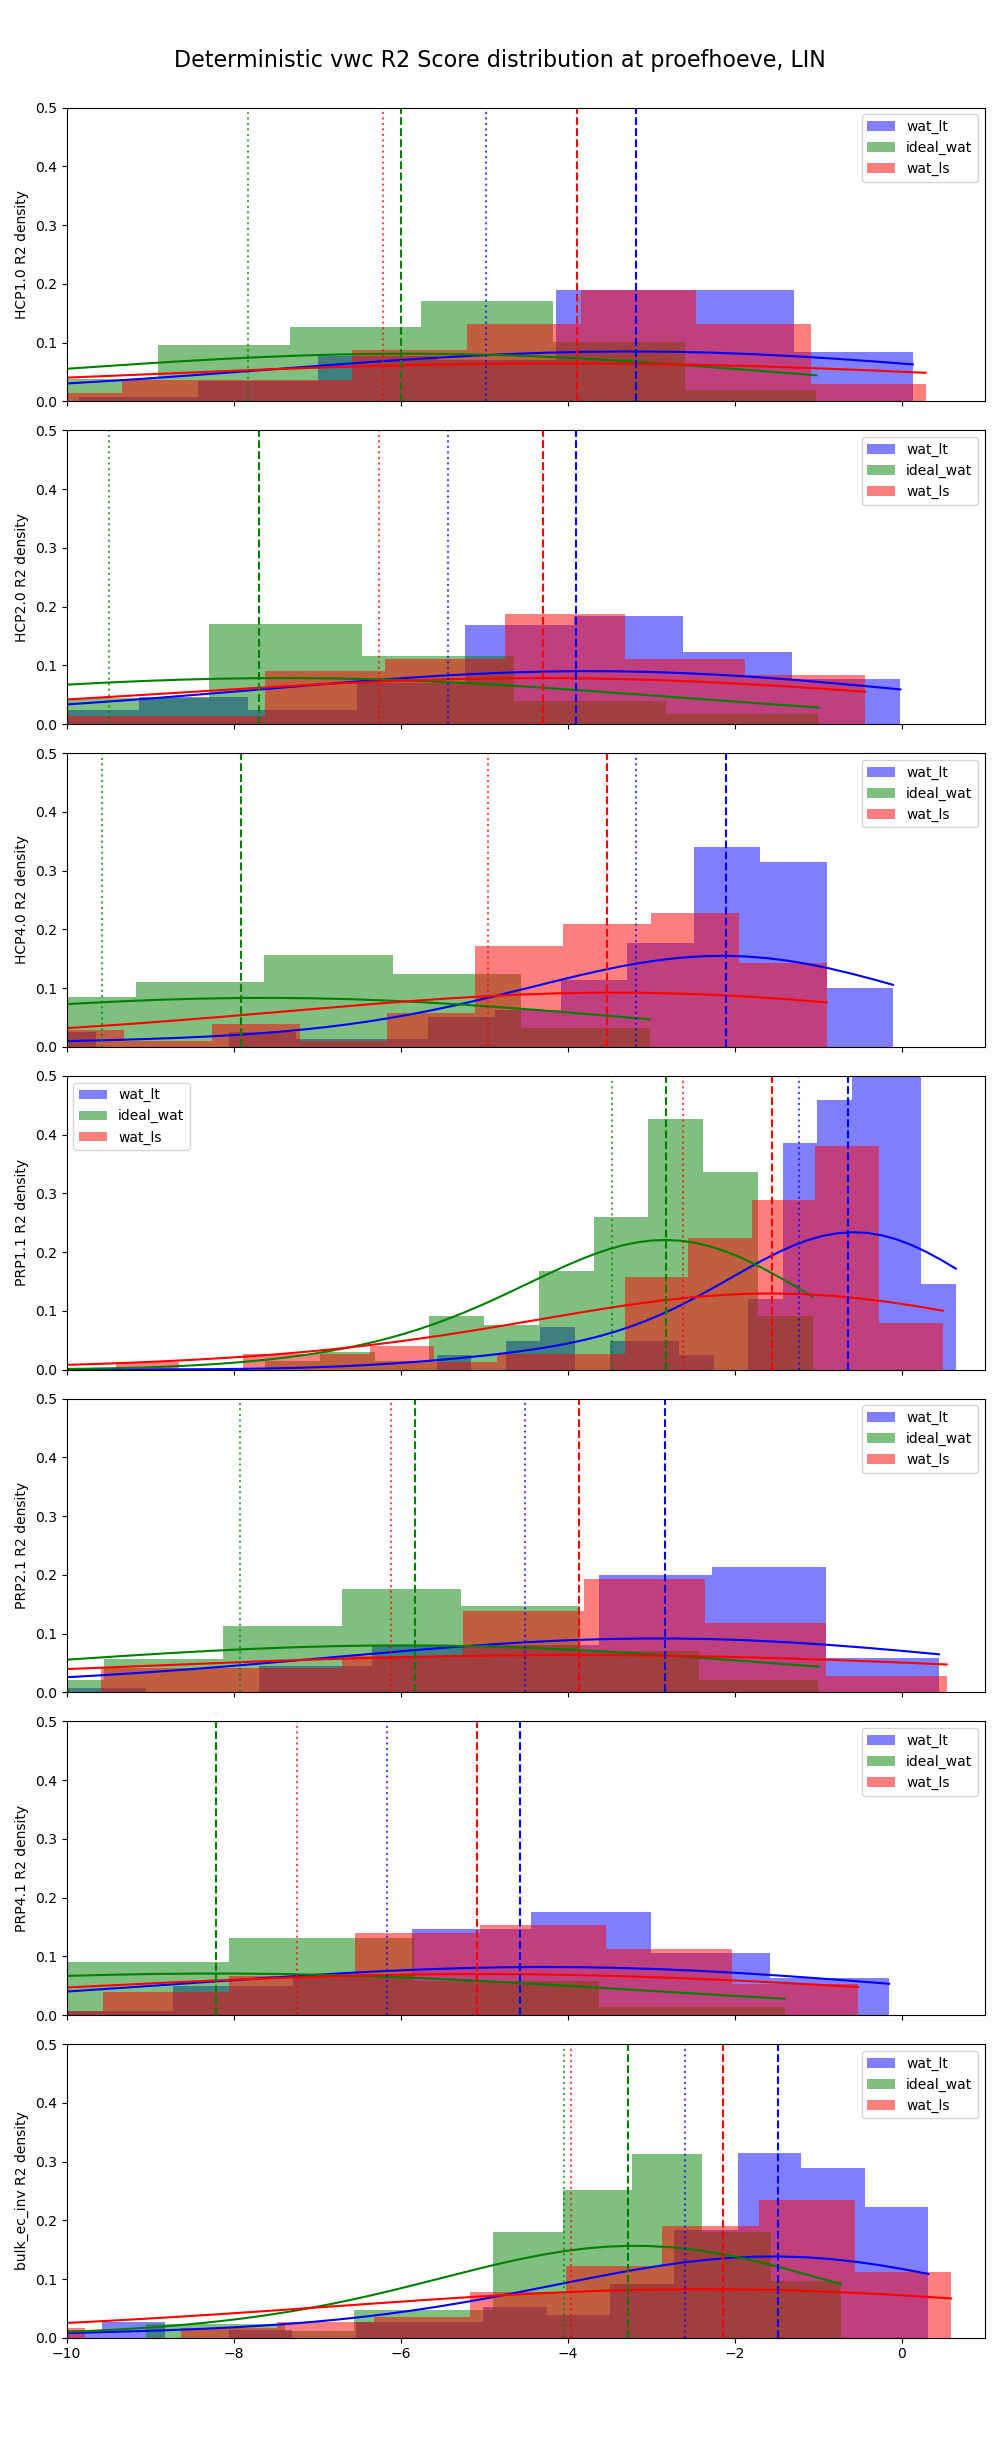 Deterministic vwc R2 Score distribution at proefhoeve, LIN
HCP1.0 R2 density
0.5
0.4
0.3
0.2
0.1
0.0
wat_lt
ideal_wat
wat_ls
HCP2.0 R2 density
0.5
0.4
0.3
0.2
0.1
0.0
wat_lt
ideal_wat
wat_ls
HCP4.0 R2 density
0.5
0.4
0.3
0.2
0.1
0.0
wat_lt
ideal_wat
wat_ls
PRP1.1 R2 density
0.5
0.4
0.3
0.2
0.1
0.0
wat_lt
ideal_wat
wat_ls
PRP2.1 R2 density
0.5
0.4
0.3
0.2
0.1
0.0
wat_lt
ideal_wat
wat_ls
PRP4.1 R2 density
0.5
0.4
0.3
0.2
0.1
0.0
wat_lt
ideal_wat
wat_ls
bulk_ec_inv R2 density
0.5
0.4
0.3
0.2
0.1
0.0
wat_lt
ideal_wat
wat_ls
−10 −8 −6 −4 −2 0